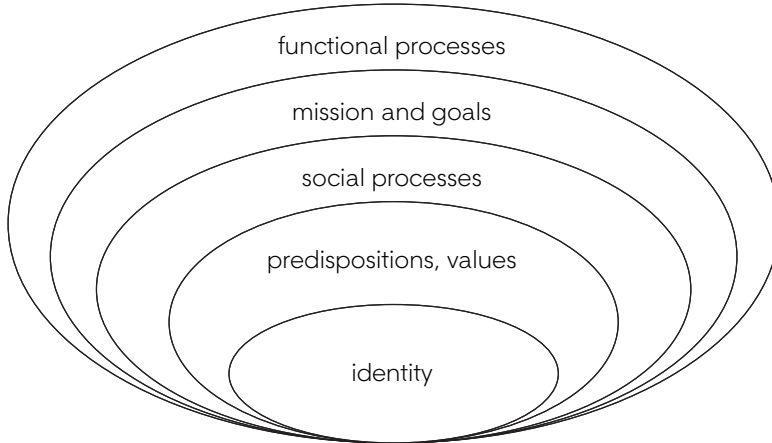 functional processes
mission and goals
social processes
predispositions, values
identity